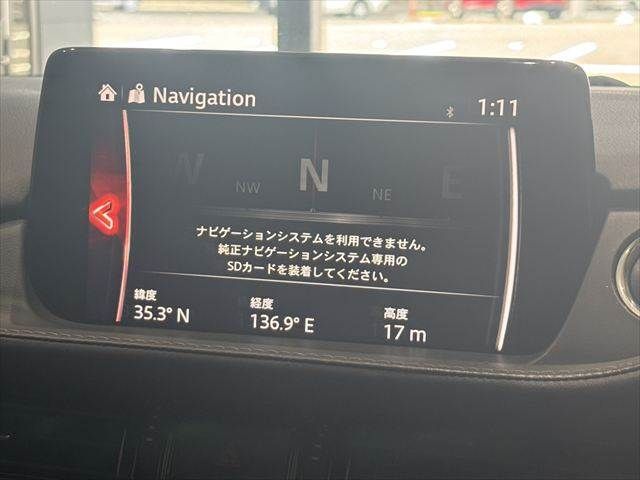 Navigation
1:11
W NW N NE E
ナビゲーションシステムを利用できません。
純正ナビゲーションシステム専用の
SDカードを装着してください。
緯度 経度 高度
35.3° N 136.9° E 17 m